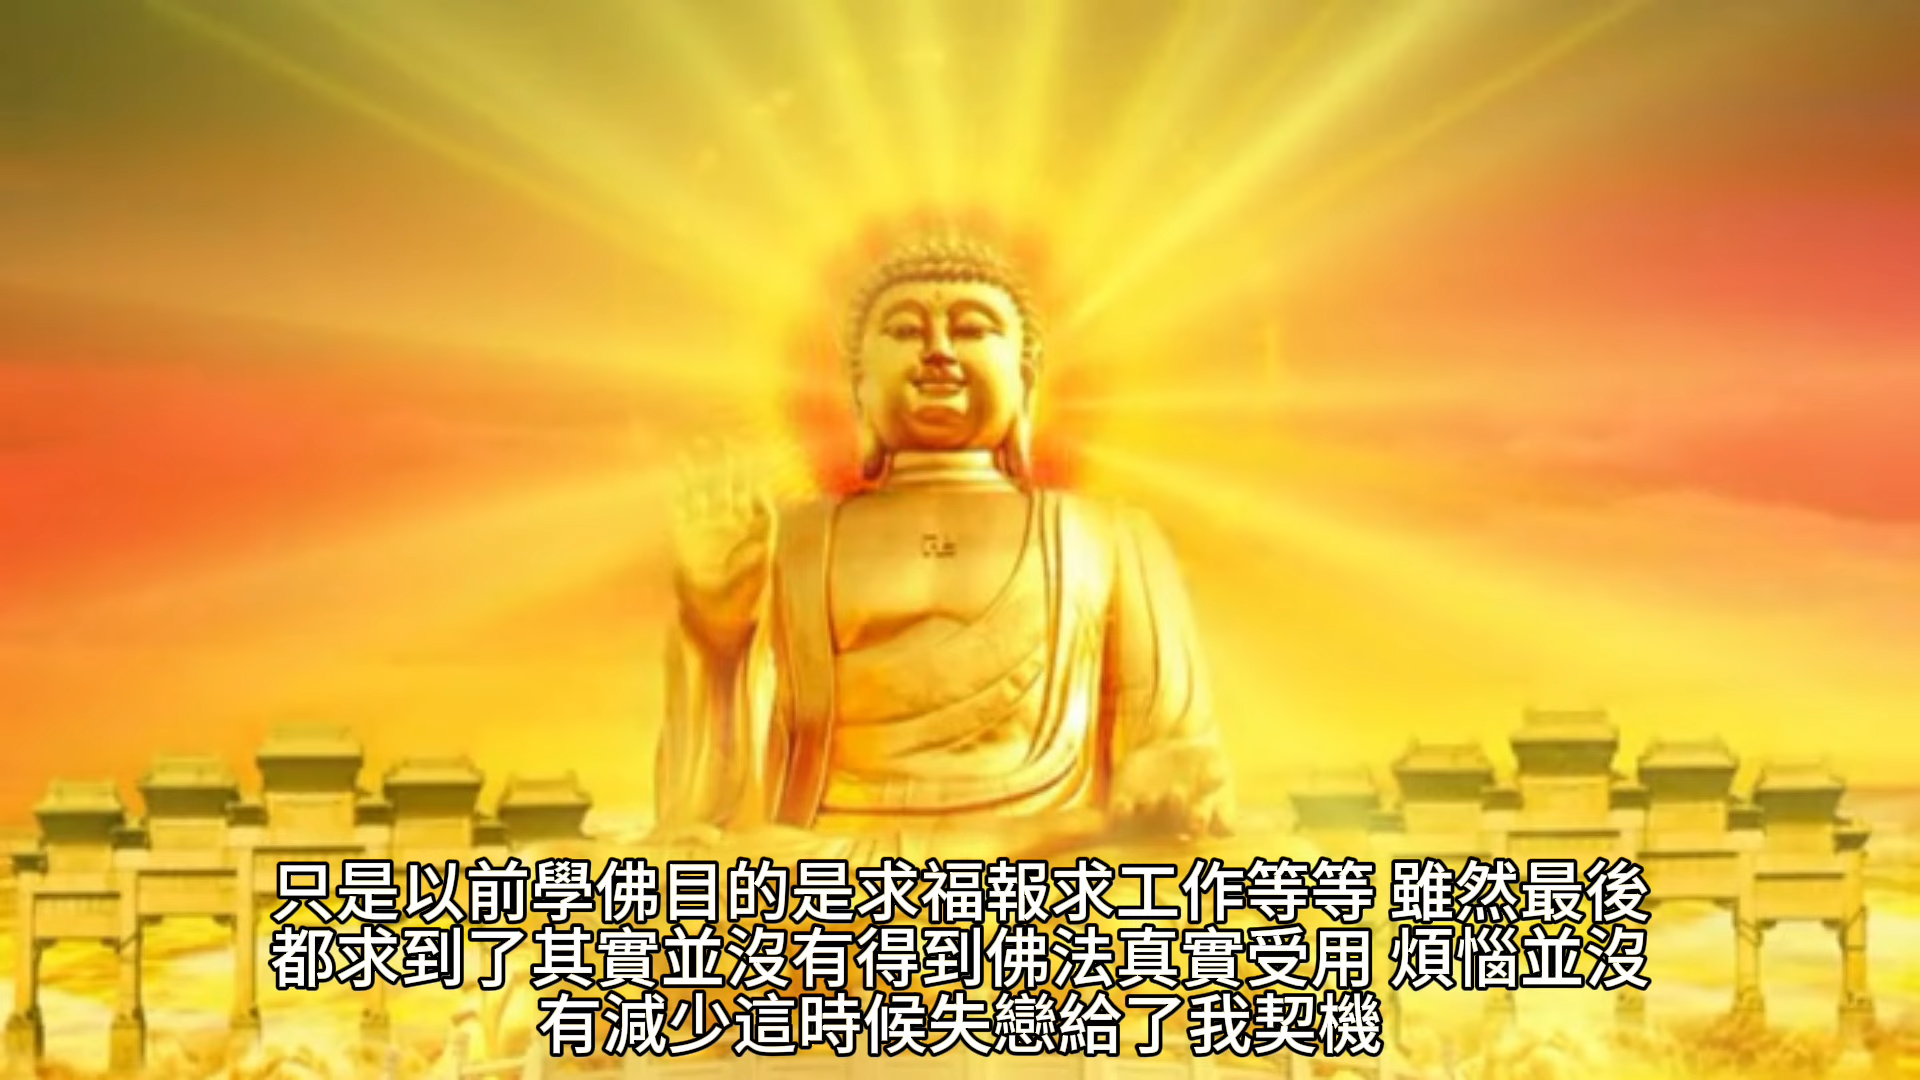 只是以前學佛目的是求福報求工作等等 雖然最後
都求到了其實並沒有得到佛法真實受用 煩惱並沒
有減少這時候失戀給了我契機